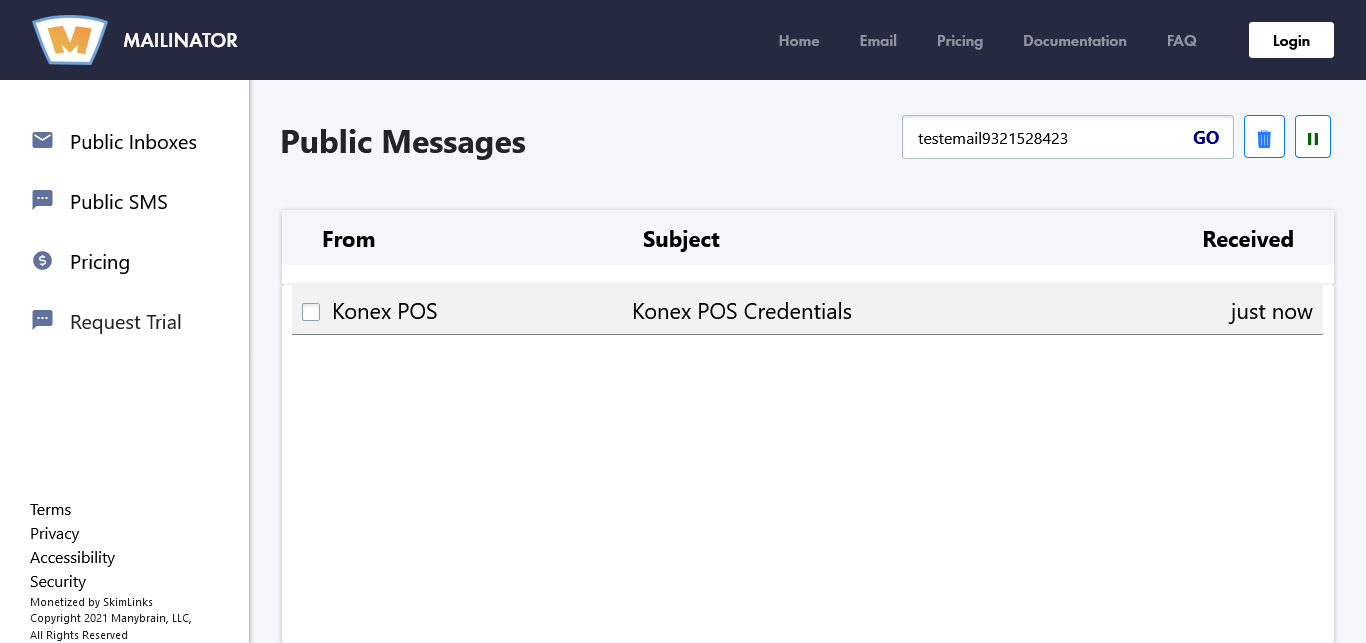 MAILINATOR
Home Email Pricing Documentation FAQ Login
Public Inboxes
Public SMS
Pricing
Request Trial
Terms
Privacy
Accessibility
Security
Monetized by SkimLinks
Copyright 2021 Manybrain, LLC,
All Rights Reserved
Public Messages
testemail9321528423 GO
From Subject Received
Konex POS Konex POS Credentials just now